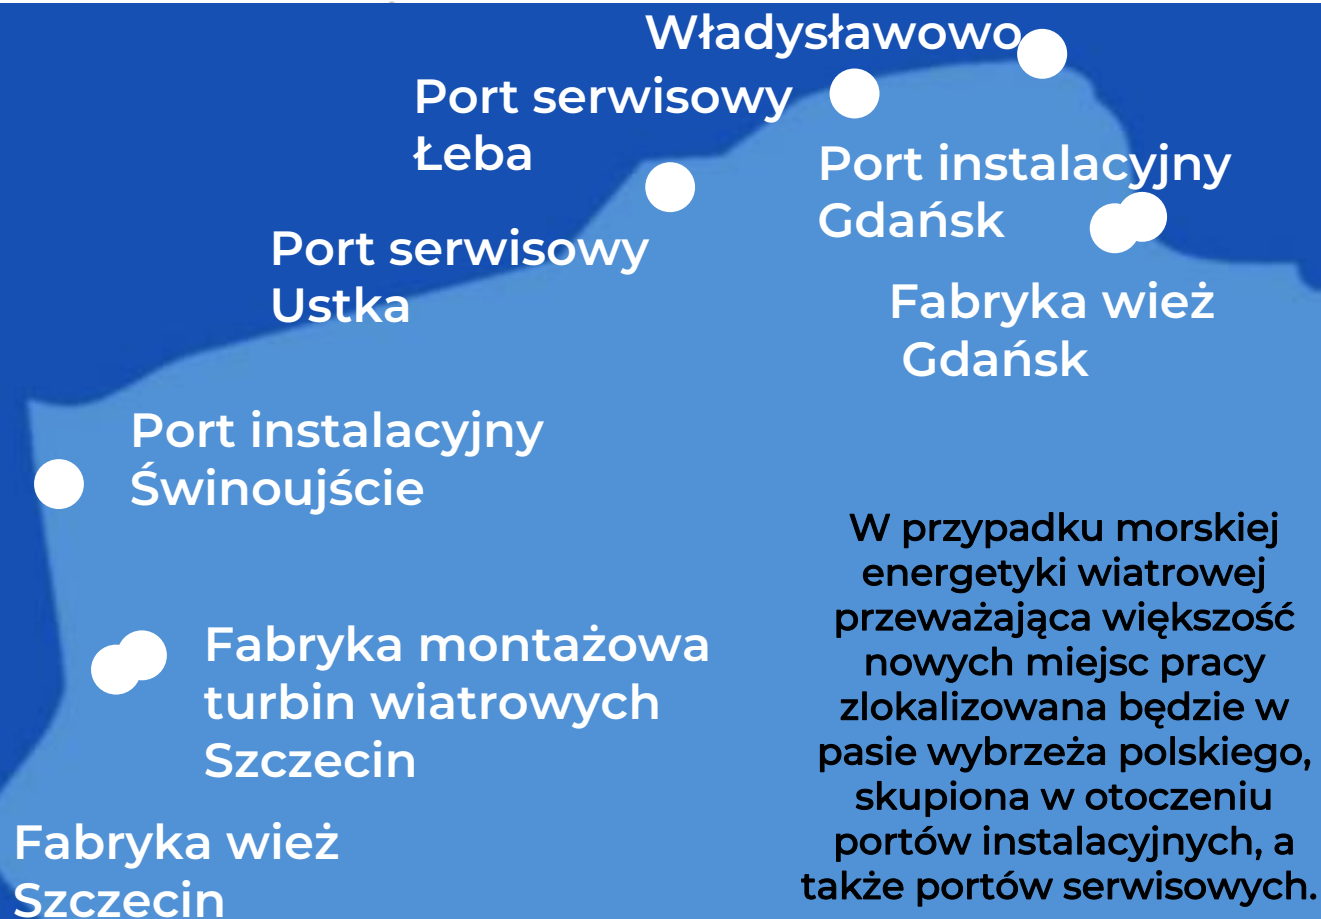 Władysławowo
Port serwisowy
Łeba
Port instalacyjny
Gdańsk
Port serwisowy
Ustka
Fabryka wież
Gdańsk
Port instalacyjny
Świnoujście
Fabryka montażowa
turbin wiatrowych
Szczecin
Fabryka wież
Szczecin
W przypadku morskiej
energetyki wiatrowej
przeważająca większość
nowych miejsc pracy
zlokalizowana będzie w
pasie wybrzeża polskiego,
skupiona w otoczeniu
portów instalacyjnych, a
także portów serwisowych.